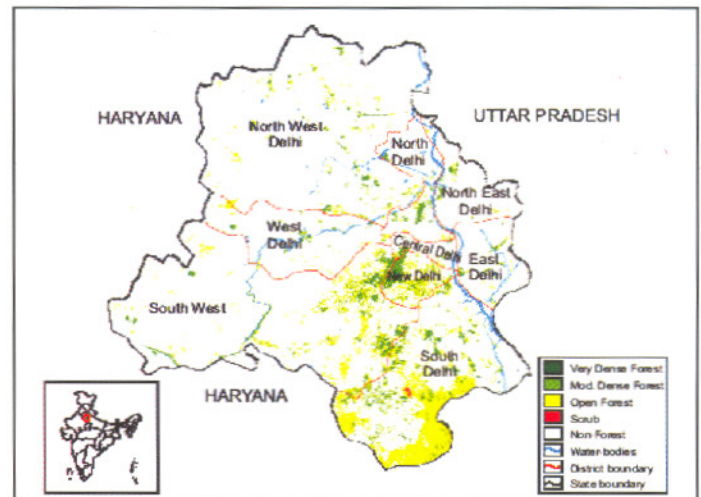 HARYANA
UTTAR PRADESH
North West
Delhi
North
Delhi
North East
Delhi
West
Delhi
Central Delhi
East
Delhi
New Delhi
South West
South
Delhi
HARYANA
Very Dense Forest
Mod. Dense Forest
Open Forest
Scrub
Non-Forest
Water-bodies
District boundary
State boundary